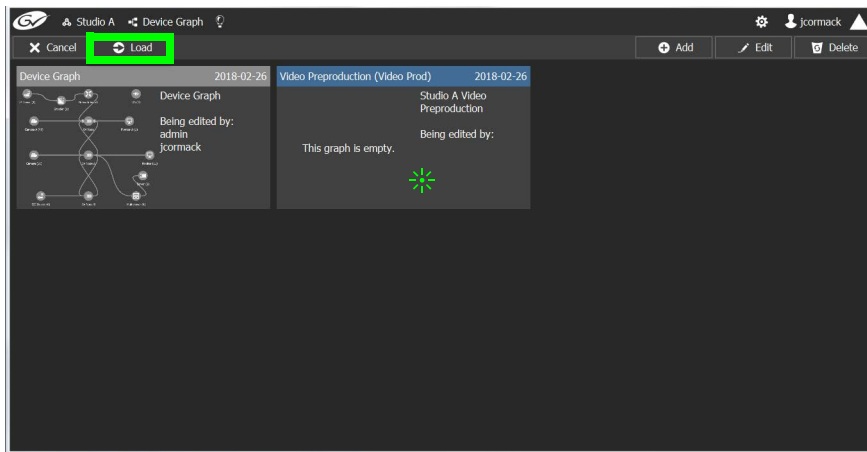 GV Studio A Device Graph jcormack
Cancel Load Add Edit Delete
Device Graph 2018-02-26
Device Graph
Being edited by:
admin
jcormack
Video Preproduction (Video Prod) 2018-02-26
Studio A Video
Preproduction
Being edited by:
This graph is empty.